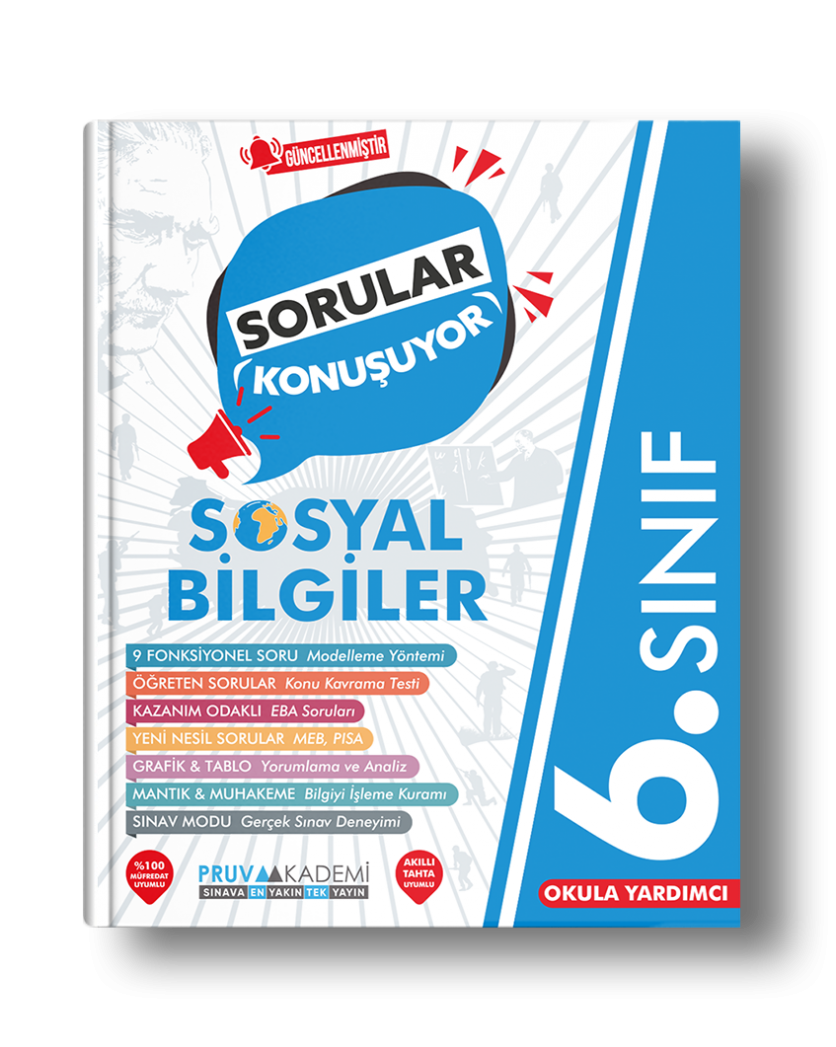 GÜNCELLENMİŞTİR
SORULAR
KONUŞUYOR
SOSYAL
BİLGİLER
9 FONKSİYONEL SORU Modelleme Yöntemi
ÖĞRETEN SORULAR Konu Kavrama Testi
KAZANIM ODAKLI EBA Soruları
YENİ NESİL SORULAR MEB, PISA
GRAFİK & TABLO Yorumlama ve Analiz
MANTIK & MUHAKEME Bilgiyi İşleme Kuramı
SINAV MODU Gerçek Sınav Deneyimi
%100
MÜFREDAT
UYUMLU
PRUVA AKADEMİ
SINAVA EN YAKIN TEK YAYIN
AKILLI
TAHTA
UYUMLU
6.SINIF
OKULA YARDIMCI